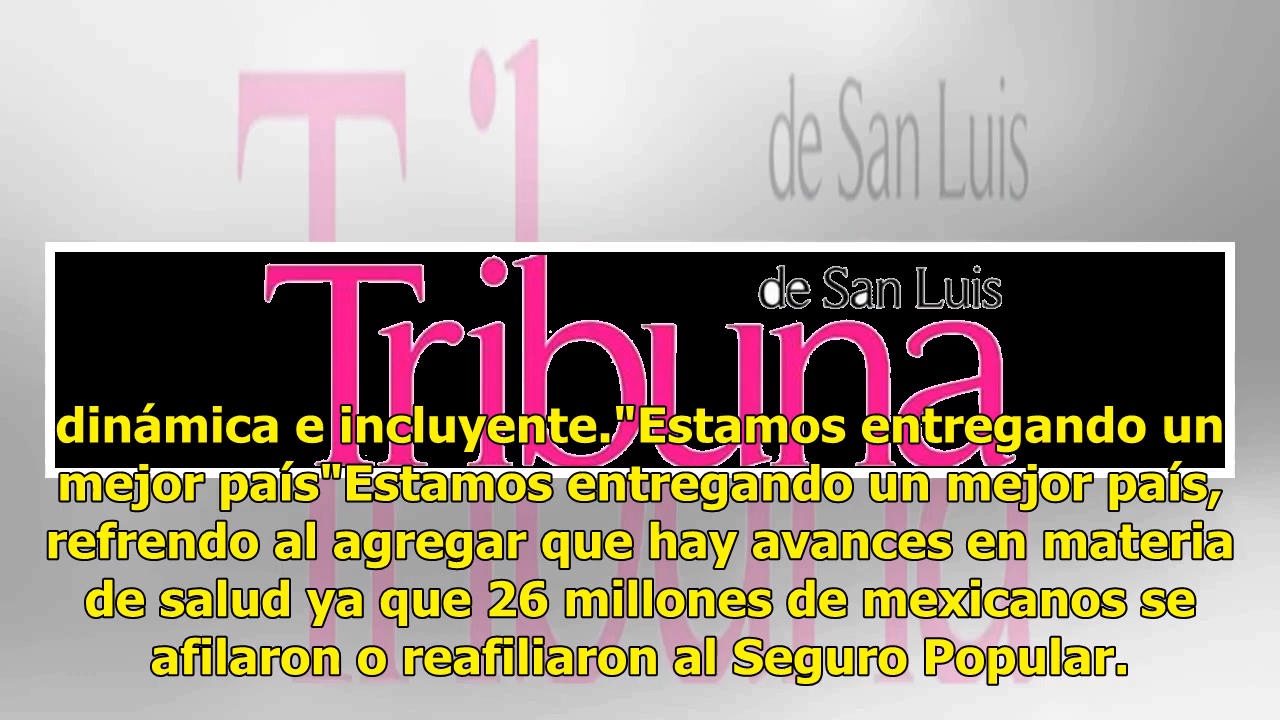 de San Luis
de San Luis
Tribuna
dinámica e incluyente."Estamos entregando un
mejor país"Estamos entregando un mejor país,
refrendo al agregar que hay avances en materia
de salud ya que 26 millones de mexicanos se
afilaron o reafiliaron al Seguro Popular.